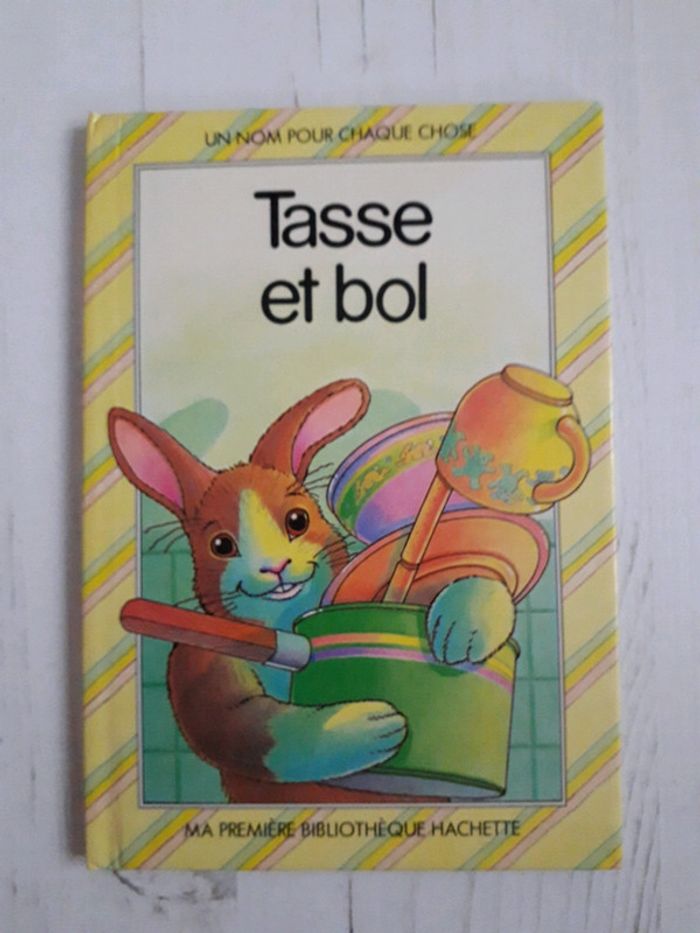 UN NOM POUR CHAQUE CHOSE
Tasse
et bol
MA PREMIÈRE BIBLIOTHÈQUE HACHETTE